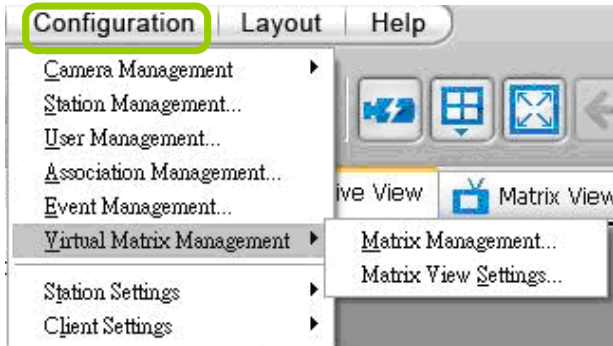 Configuration Layout Help
Camera Management
Station Management...
User Management...
Association Management...
ive View Matrix View
Event Management...
Virtual Matrix Management Matrix Management...
Matrix View Settings...
Station Settings
Client Settings